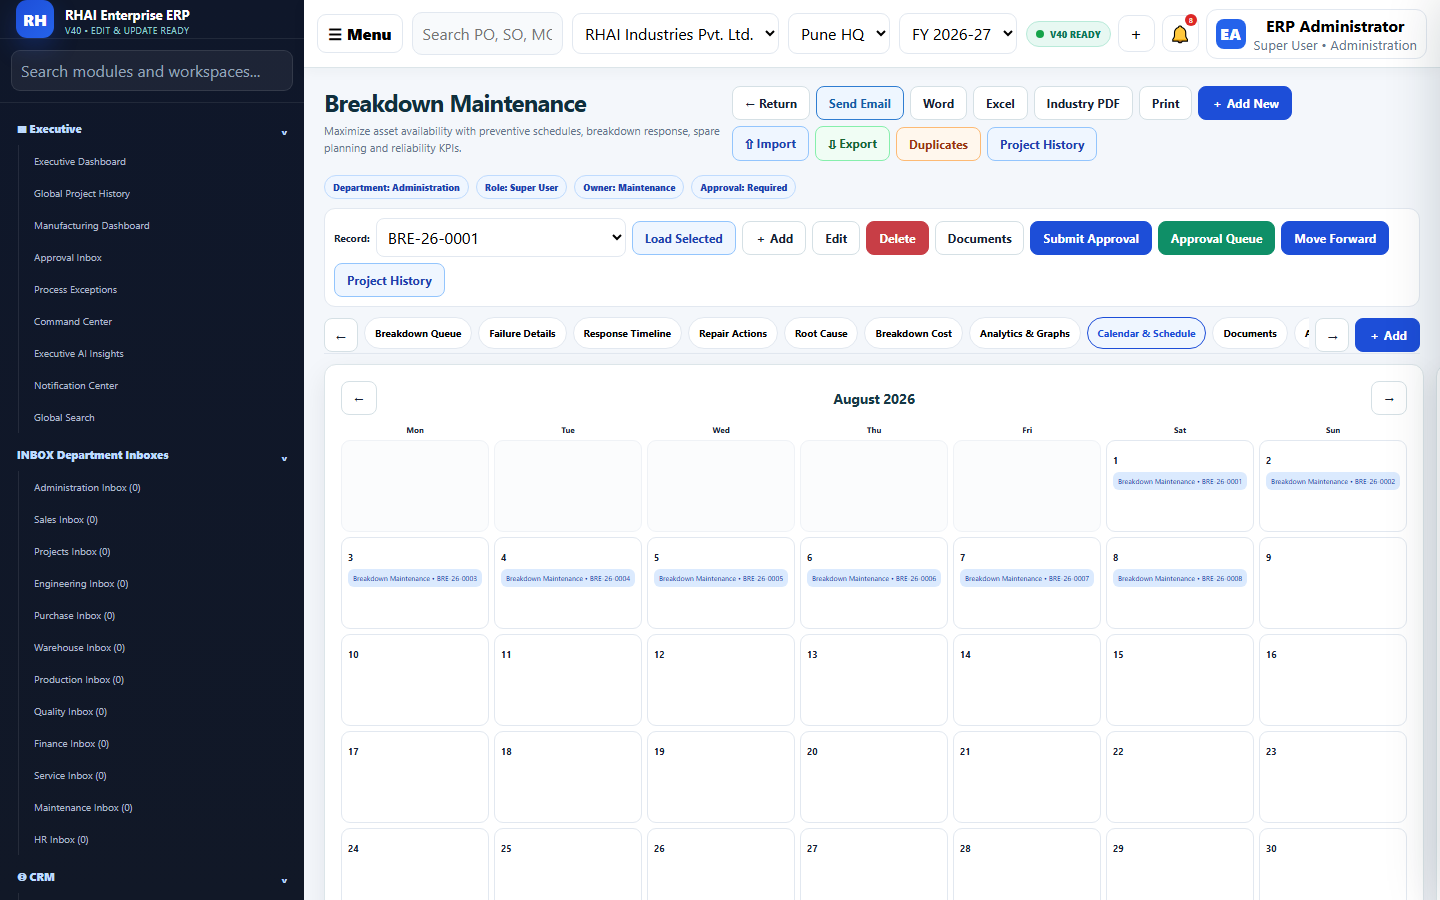 RH
RHAI Enterprise ERP
V40 • EDIT & UPDATE READY
Search modules and workspaces...
Executive
Executive Dashboard
Global Project History
Manufacturing Dashboard
Approval Inbox
Process Exceptions
Command Center
Executive AI Insights
Notification Center
Global Search
INBOX Department Inboxes
Administration Inbox (0)
Sales Inbox (0)
Projects Inbox (0)
Engineering Inbox (0)
Purchase Inbox (0)
Warehouse Inbox (0)
Production Inbox (0)
Quality Inbox (0)
Finance Inbox (0)
Service Inbox (0)
Maintenance Inbox (0)
HR Inbox (0)
CRM
☰ Menu
Search PO, SO, MO
RHAI Industries Pvt. Ltd.
Pune HQ
FY 2026-27
V40 READY
+
8
EA
ERP Administrator
Super User • Administration
Breakdown Maintenance
Maximize asset availability with preventive schedules, breakdown response, spare
planning and reliability KPIs.
← Return
Send Email
Word
Excel
Industry PDF
Print
+ Add New
⇧ Import
⇩ Export
Duplicates
Project History
Department: Administration
Role: Super User
Owner: Maintenance
Approval: Required
Record:
BRE-26-0001
Load Selected
+ Add
Edit
Delete
Documents
Submit Approval
Approval Queue
Move Forward
Project History
←
Breakdown Queue
Failure Details
Response Timeline
Repair Actions
Root Cause
Breakdown Cost
Analytics & Graphs
Calendar & Schedule
Documents
→
+ Add
←
August 2026
→
Mon Tue Wed Thu Fri Sat Sun
1
Breakdown Maintenance • BRE-26-0001
2
Breakdown Maintenance • BRE-26-0002
3
Breakdown Maintenance • BRE-26-0003
4
Breakdown Maintenance • BRE-26-0004
5
Breakdown Maintenance • BRE-26-0005
6
Breakdown Maintenance • BRE-26-0006
7
Breakdown Maintenance • BRE-26-0007
8
Breakdown Maintenance • BRE-26-0008
9
10 11 12 13 14 15 16
17 18 19 20 21 22 23
24 25 26 27 28 29 30